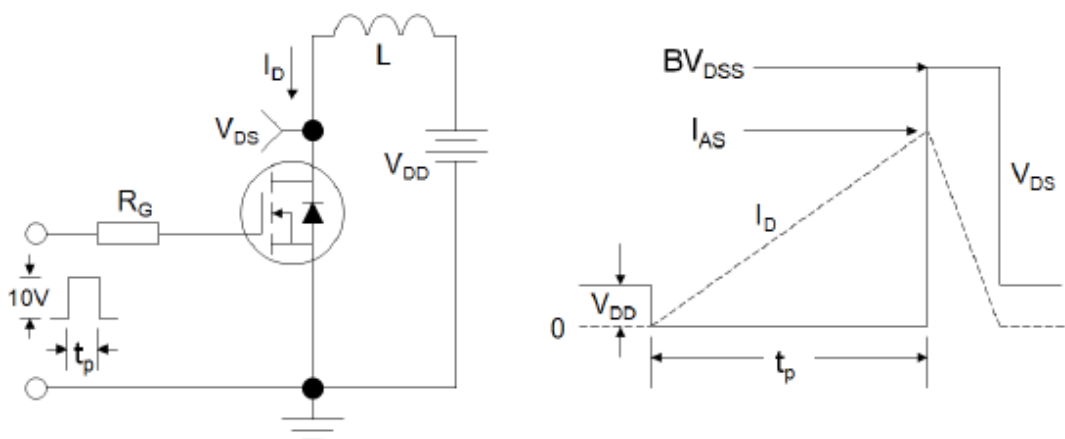 L
I_D
V_DS
V_DD
R_G
10V
t_p
BV_DSS
I_AS
V_DS
I_D
V_DD
0
t_p